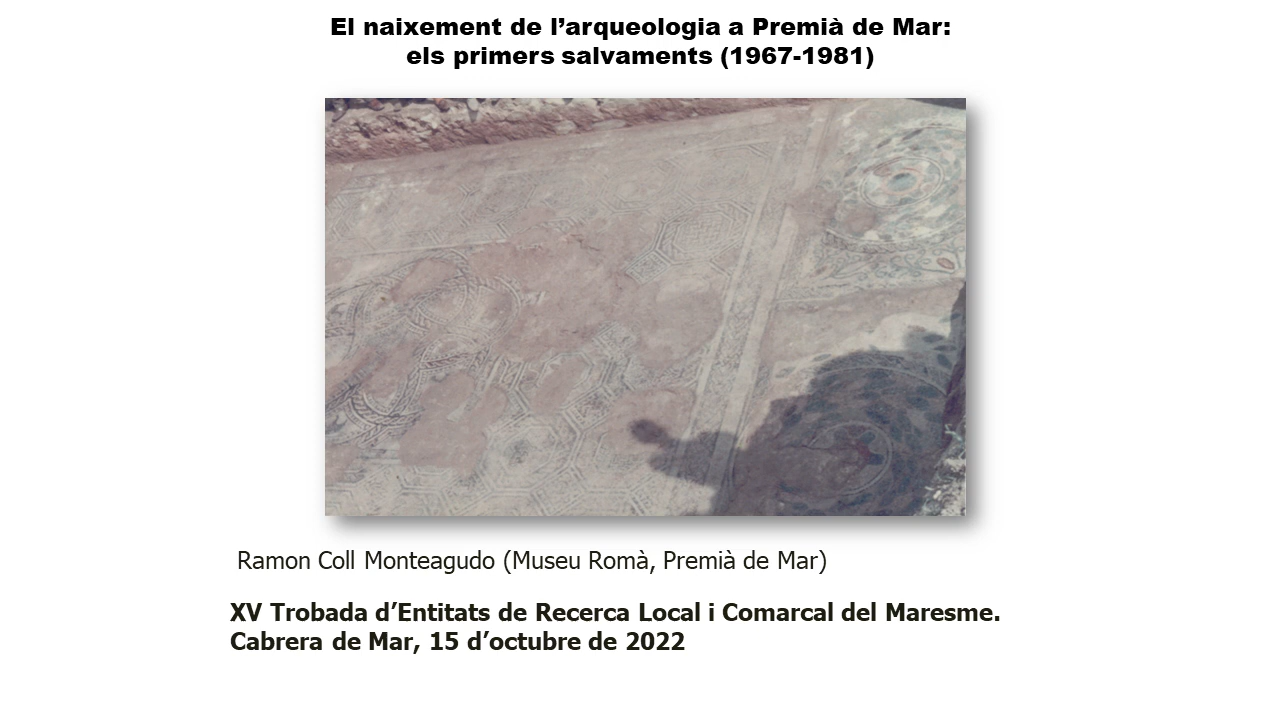 El naixement de l’arqueologia a Premià de Mar:
els primers salvaments (1967-1981)
Ramon Coll Monteagudo (Museu Romà, Premià de Mar)
XV Trobada d’Entitats de Recerca Local i Comarcal del Maresme.
Cabrera de Mar, 15 d’octubre de 2022